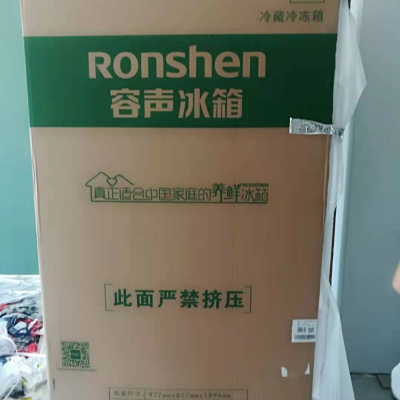 冷藏冷冻箱
Ronshen
容声冰箱
Ronshen
真正适合中国家庭的养鲜冰箱
此面严禁挤压